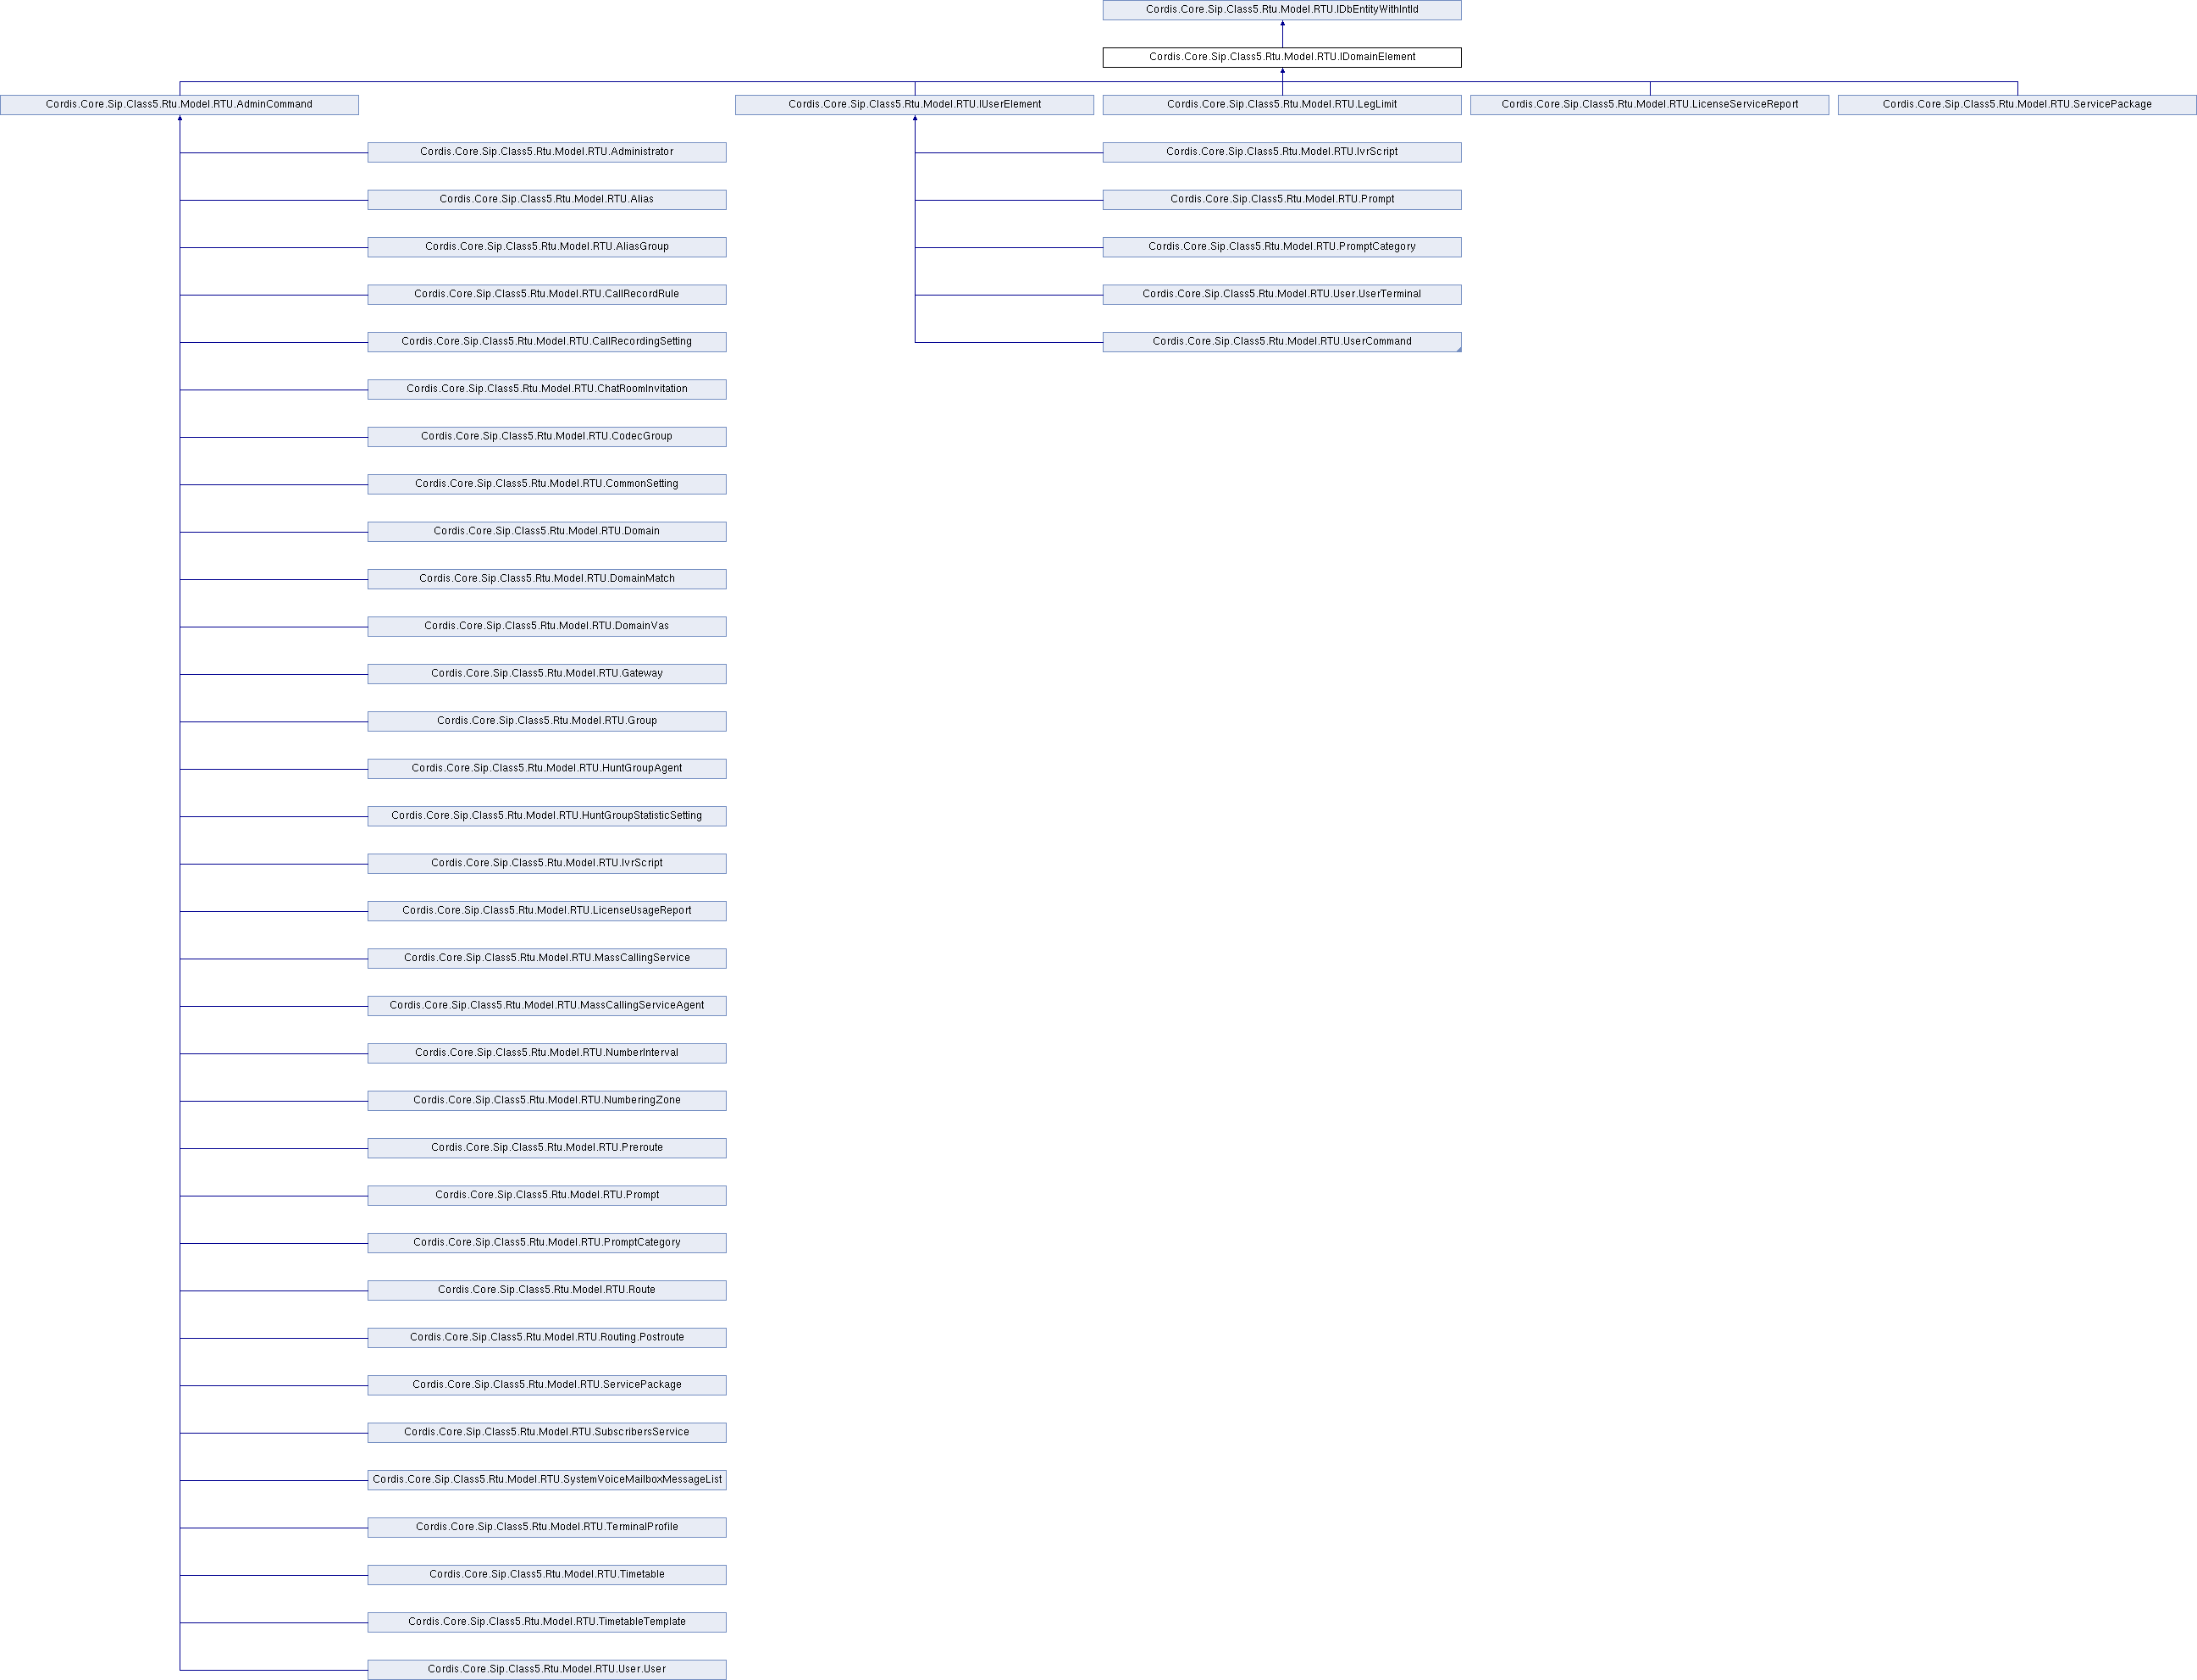 Cordis.Core.Sip.Class5.Rtu.Model.RTU.IDbEntityWithIntId
Cordis.Core.Sip.Class5.Rtu.Model.RTU.IDomainElement
Cordis.Core.Sip.Class5.Rtu.Model.RTU.AdminCommand
Cordis.Core.Sip.Class5.Rtu.Model.RTU.IUserElement
Cordis.Core.Sip.Class5.Rtu.Model.RTU.LegLimit
Cordis.Core.Sip.Class5.Rtu.Model.RTU.LicenseServiceReport
Cordis.Core.Sip.Class5.Rtu.Model.RTU.ServicePackage
Cordis.Core.Sip.Class5.Rtu.Model.RTU.Administrator
Cordis.Core.Sip.Class5.Rtu.Model.RTU.IvrScript
Cordis.Core.Sip.Class5.Rtu.Model.RTU.Alias
Cordis.Core.Sip.Class5.Rtu.Model.RTU.Prompt
Cordis.Core.Sip.Class5.Rtu.Model.RTU.AliasGroup
Cordis.Core.Sip.Class5.Rtu.Model.RTU.PromptCategory
Cordis.Core.Sip.Class5.Rtu.Model.RTU.CallRecordRule
Cordis.Core.Sip.Class5.Rtu.Model.RTU.User.UserTerminal
Cordis.Core.Sip.Class5.Rtu.Model.RTU.CallRecordingSetting
Cordis.Core.Sip.Class5.Rtu.Model.RTU.UserCommand
Cordis.Core.Sip.Class5.Rtu.Model.RTU.ChatRoomInvitation
Cordis.Core.Sip.Class5.Rtu.Model.RTU.CodecGroup
Cordis.Core.Sip.Class5.Rtu.Model.RTU.CommonSetting
Cordis.Core.Sip.Class5.Rtu.Model.RTU.Domain
Cordis.Core.Sip.Class5.Rtu.Model.RTU.DomainMatch
Cordis.Core.Sip.Class5.Rtu.Model.RTU.DomainVas
Cordis.Core.Sip.Class5.Rtu.Model.RTU.Gateway
Cordis.Core.Sip.Class5.Rtu.Model.RTU.Group
Cordis.Core.Sip.Class5.Rtu.Model.RTU.HuntGroupAgent
Cordis.Core.Sip.Class5.Rtu.Model.RTU.HuntGroupStatisticSetting
Cordis.Core.Sip.Class5.Rtu.Model.RTU.IvrScript
Cordis.Core.Sip.Class5.Rtu.Model.RTU.LicenseUsageReport
Cordis.Core.Sip.Class5.Rtu.Model.RTU.MassCallingService
Cordis.Core.Sip.Class5.Rtu.Model.RTU.MassCallingServiceAgent
Cordis.Core.Sip.Class5.Rtu.Model.RTU.NumberInterval
Cordis.Core.Sip.Class5.Rtu.Model.RTU.NumberingZone
Cordis.Core.Sip.Class5.Rtu.Model.RTU.Preroute
Cordis.Core.Sip.Class5.Rtu.Model.RTU.Prompt
Cordis.Core.Sip.Class5.Rtu.Model.RTU.PromptCategory
Cordis.Core.Sip.Class5.Rtu.Model.RTU.Route
Cordis.Core.Sip.Class5.Rtu.Model.RTU.Routing.Postroute
Cordis.Core.Sip.Class5.Rtu.Model.RTU.ServicePackage
Cordis.Core.Sip.Class5.Rtu.Model.RTU.SubscribersService
Cordis.Core.Sip.Class5.Rtu.Model.RTU.SystemVoiceMailboxMessageList
Cordis.Core.Sip.Class5.Rtu.Model.RTU.TerminalProfile
Cordis.Core.Sip.Class5.Rtu.Model.RTU.Timetable
Cordis.Core.Sip.Class5.Rtu.Model.RTU.TimetableTemplate
Cordis.Core.Sip.Class5.Rtu.Model.RTU.User.User